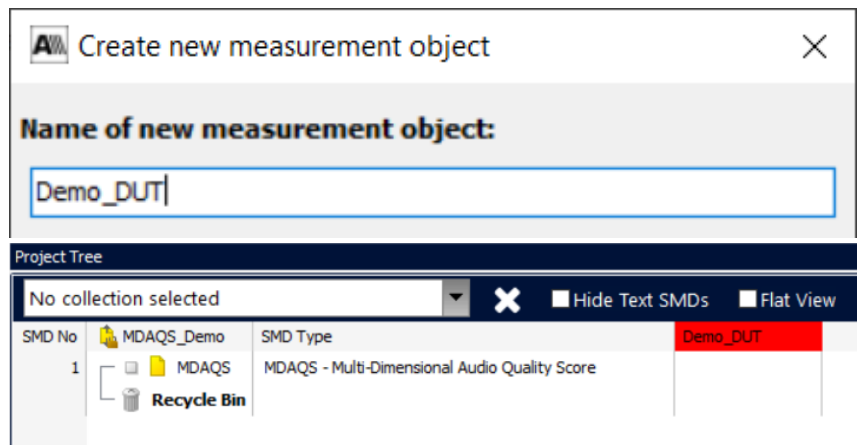 Create new measurement object
Name of new measurement object:
Demo_DUT
Project Tree
No collection selected Hide Text SMDs Flat View
SMD No MDAQS_Demo SMD Type Demo_DUT
1 MDAQS MDAQS - Multi-Dimensional Audio Quality Score
Recycle Bin